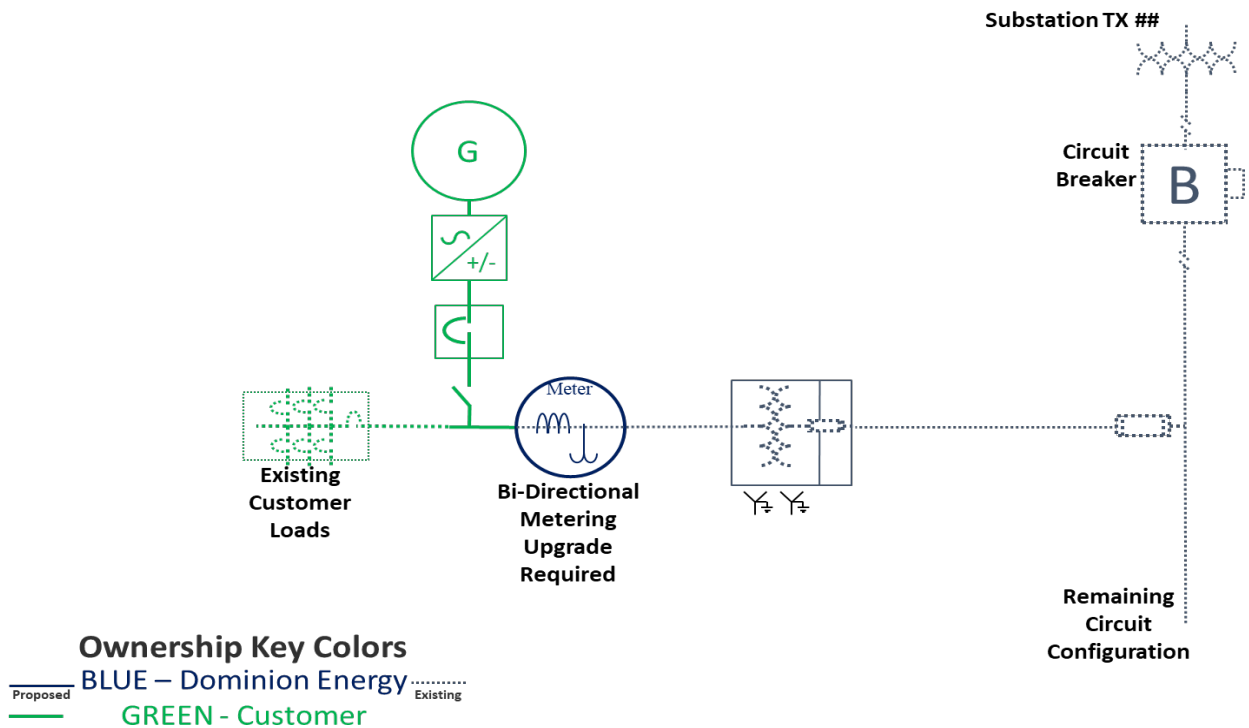 Substation TX ##
Circuit
Breaker
B
G
+/-
Meter
Existing
Customer
Loads
Bi-Directional
Metering
Upgrade
Required
Remaining
Circuit
Configuration
Ownership Key Colors
Proposed BLUE – Dominion Energy Existing
GREEN - Customer